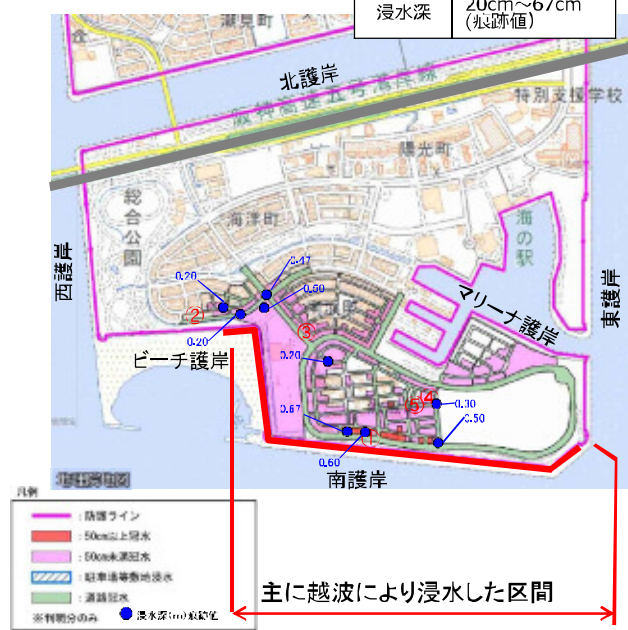 浸水深
20cm～67cm
(痕跡値)
潮見町
北護岸
阪神高速五号湾岸線
特別支援学校
陽光町
総合公園
海洋町
海の駅
西護岸
東護岸
マリーナ護岸
0.47
0.20
0.50
②
0.20
③
ビーチ護岸
0.20
④
⑤
0.30
0.67
0.50
①
0.60
南護岸
凡例
：防護ライン
：50cm以上冠水
：50cm未満冠水
：駐車場等敷地浸水
：道路冠水
※判明分のみ
浸水深(m)痕跡値
主に越波により浸水した区間